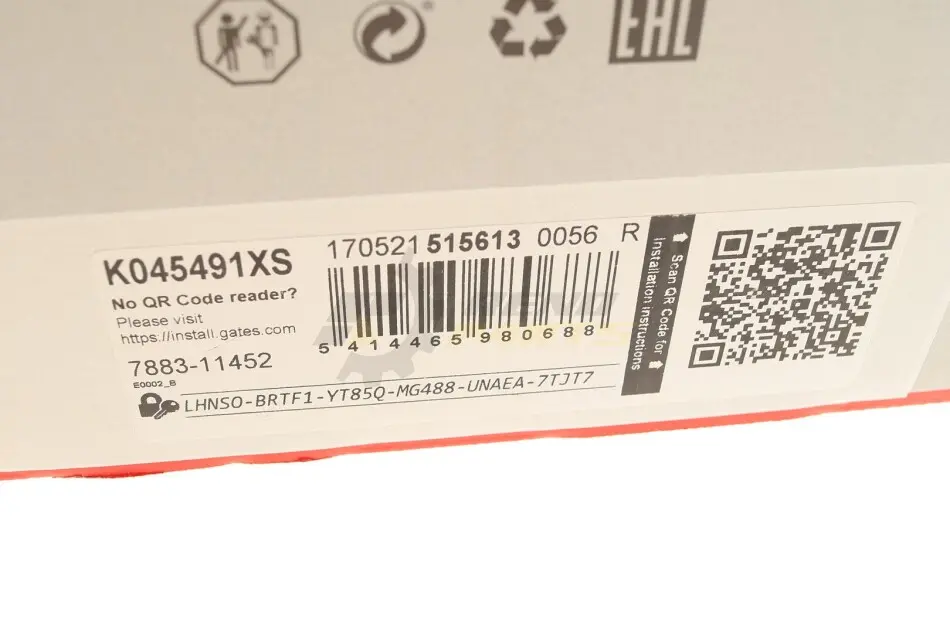 EAC
K045491XS
No QR Code reader?
Please visit
https://install.gates.com
7883-11452
E0002_B
170521 515613 0056 R
5 414465 980688
Scan QR Code for
installation instructions
LHNSO-BRTF1-YT85Q-MG488-UNAEA-7TJT7